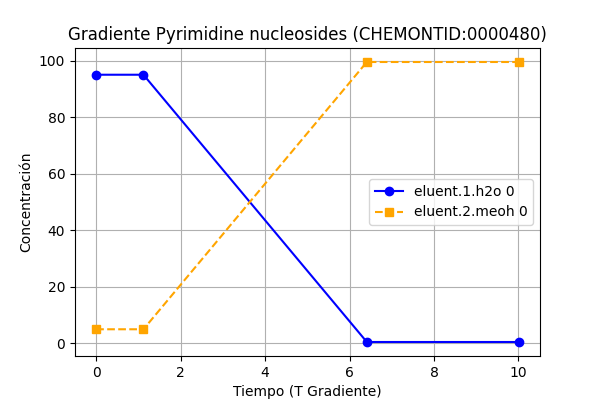 Gradiente Pyrimidine nucleosides (CHEMONTID:0000480)
100
80
60
40
20
0
Concentración
eluent.1.h2o 0
eluent.2.meoh 0
0 2 4 6 8 10
Tiempo (T Gradiente)